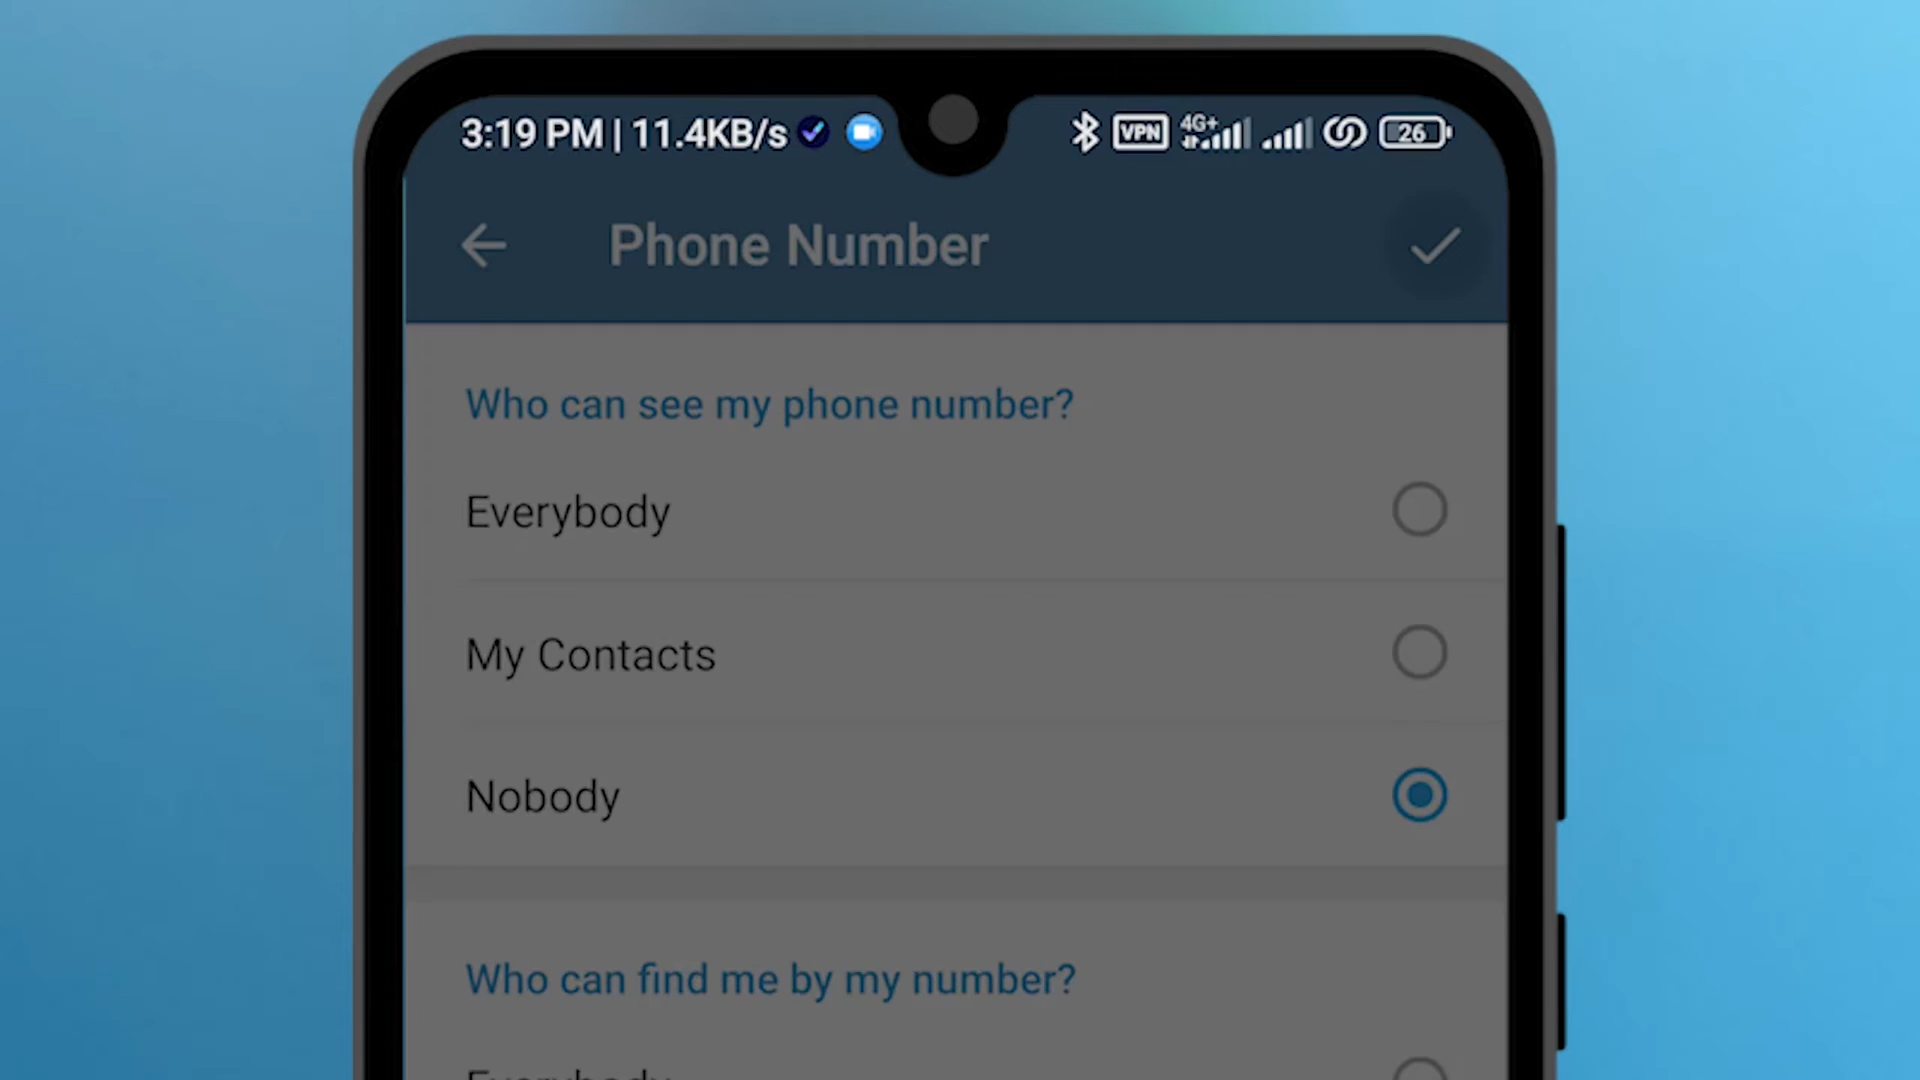 3:19 PM | 11.4KB/s VPN 4G+ 26
Phone Number
Who can see my phone number?
Everybody
My Contacts
Nobody
Who can find me by my number?
Everybody